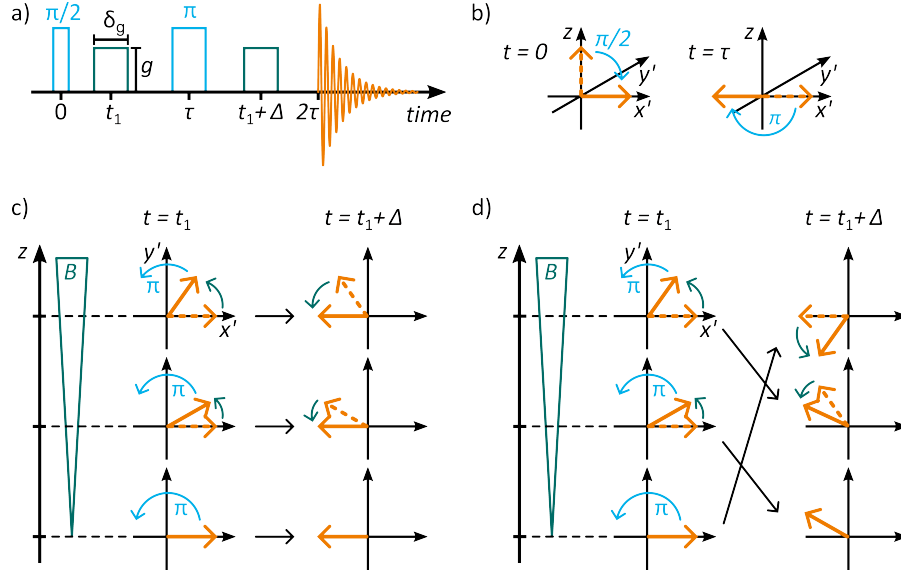 a)
π/2
δg
π
g
0
t1
τ
t1+Δ
2τ
time
b)
t = 0
z
π/2
y'
x'
t = τ
z
y'
x'
π
c)
t = t1
t = t1+Δ
z
B
y'
π
x'
π
π
d)
t = t1
t = t1+Δ
z
B
y'
π
x'
π
π